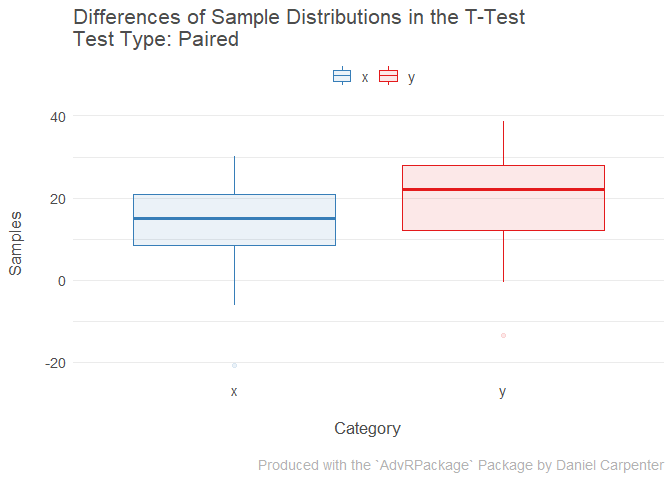 Differences of Sample Distributions in the T-Test
Test Type: Paired
x y
40
20
0
-20
Samples
x y
Category
Produced with the `AdvRPackage` Package by Daniel Carpenter